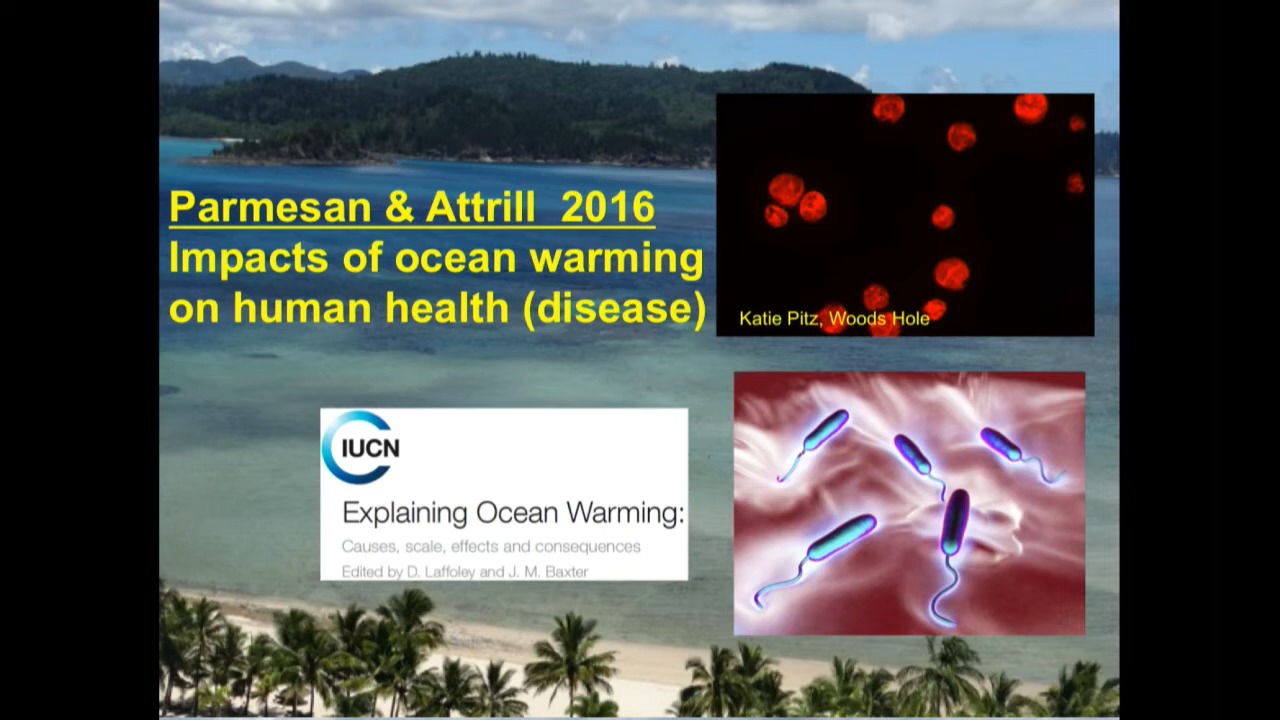 Parmesan & Attrill 2016
Impacts of ocean warming
on human health (disease)
Katie Pitz, Woods Hole
IUCN
Explaining Ocean Warming:
Causes, scale, effects and consequences
Edited by D. Laffoley and J. M. Baxter